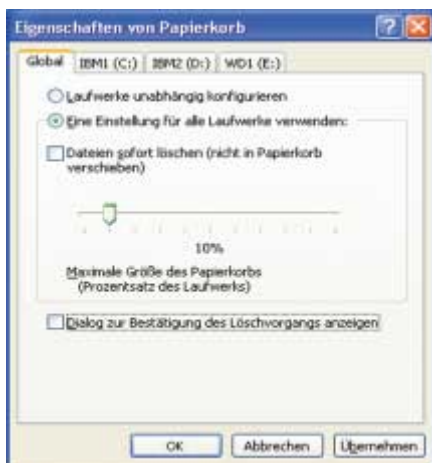 Eigenschaften von Papierkorb
Global IBM1 (C:) IBM2 (D:) WD1 (E:)
Laufwerke unabhängig konfigurieren
Eine Einstellung für alle Laufwerke verwenden:
Dateien sofort löschen (nicht in Papierkorb
verschieben)
10%
Maximale Größe des Papierkorbs
(Prozentsatz des Laufwerks)
Dialog zur Bestätigung des Löschvorgangs anzeigen
OK Abbrechen Übernehmen